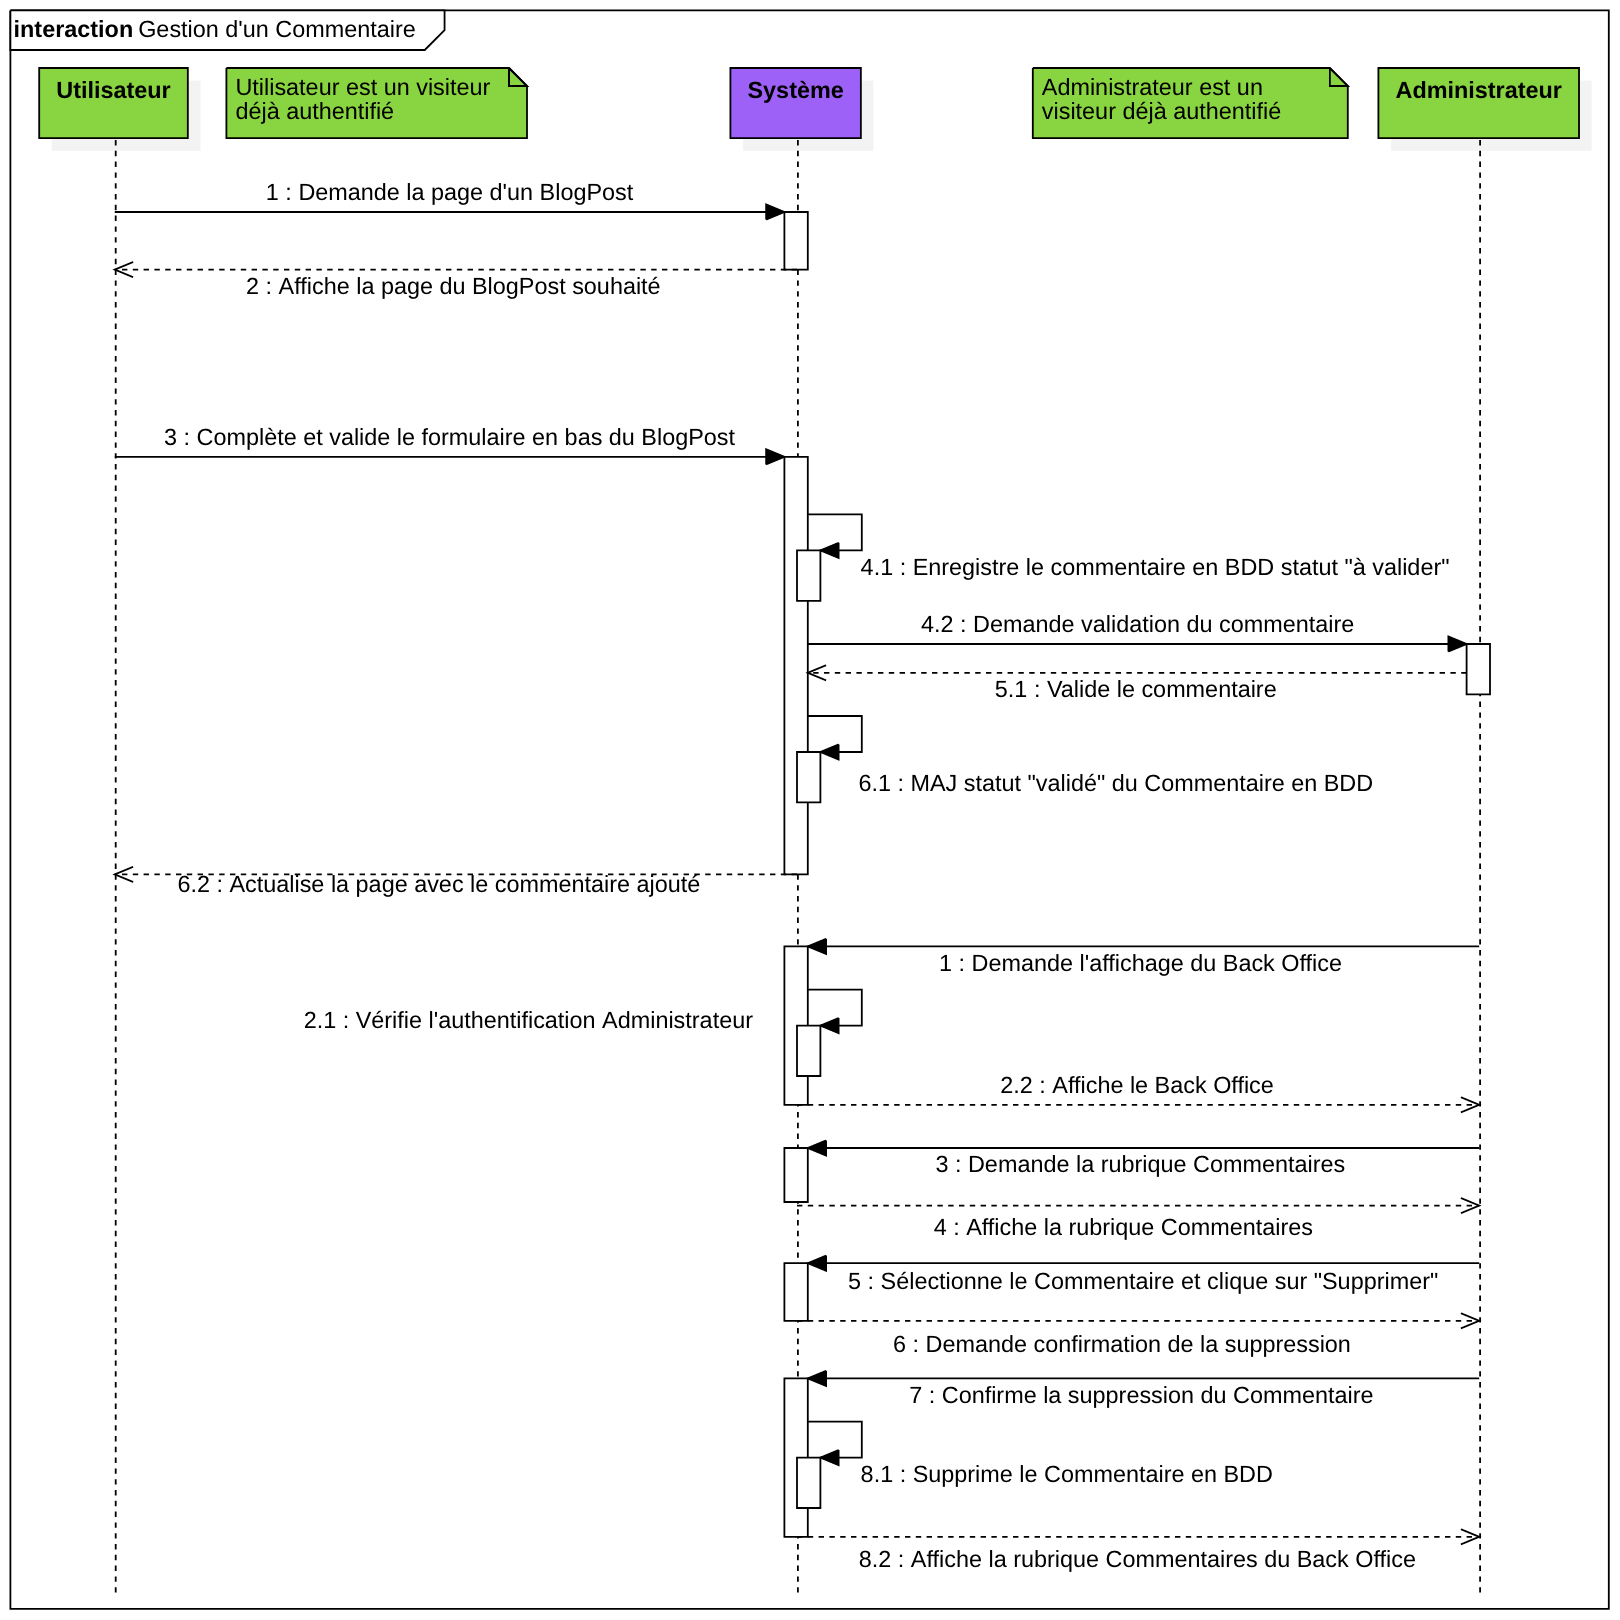 interaction Gestion d'un Commentaire
Utilisateur
Utilisateur est un visiteur
déjà authentifié
Système
Administrateur est un
visiteur déjà authentifié
Administrateur
1 : Demande la page d'un BlogPost
2 : Affiche la page du BlogPost souhaité
3 : Complète et valide le formulaire en bas du BlogPost
4.1 : Enregistre le commentaire en BDD statut "à valider"
4.2 : Demande validation du commentaire
5.1 : Valide le commentaire
6.1 : MAJ statut "validé" du Commentaire en BDD
6.2 : Actualise la page avec le commentaire ajouté
1 : Demande l'affichage du Back Office
2.1 : Vérifie l'authentification Administrateur
2.2 : Affiche le Back Office
3 : Demande la rubrique Commentaires
4 : Affiche la rubrique Commentaires
5 : Sélectionne le Commentaire et clique sur "Supprimer"
6 : Demande confirmation de la suppression
7 : Confirme la suppression du Commentaire
8.1 : Supprime le Commentaire en BDD
8.2 : Affiche la rubrique Commentaires du Back Office